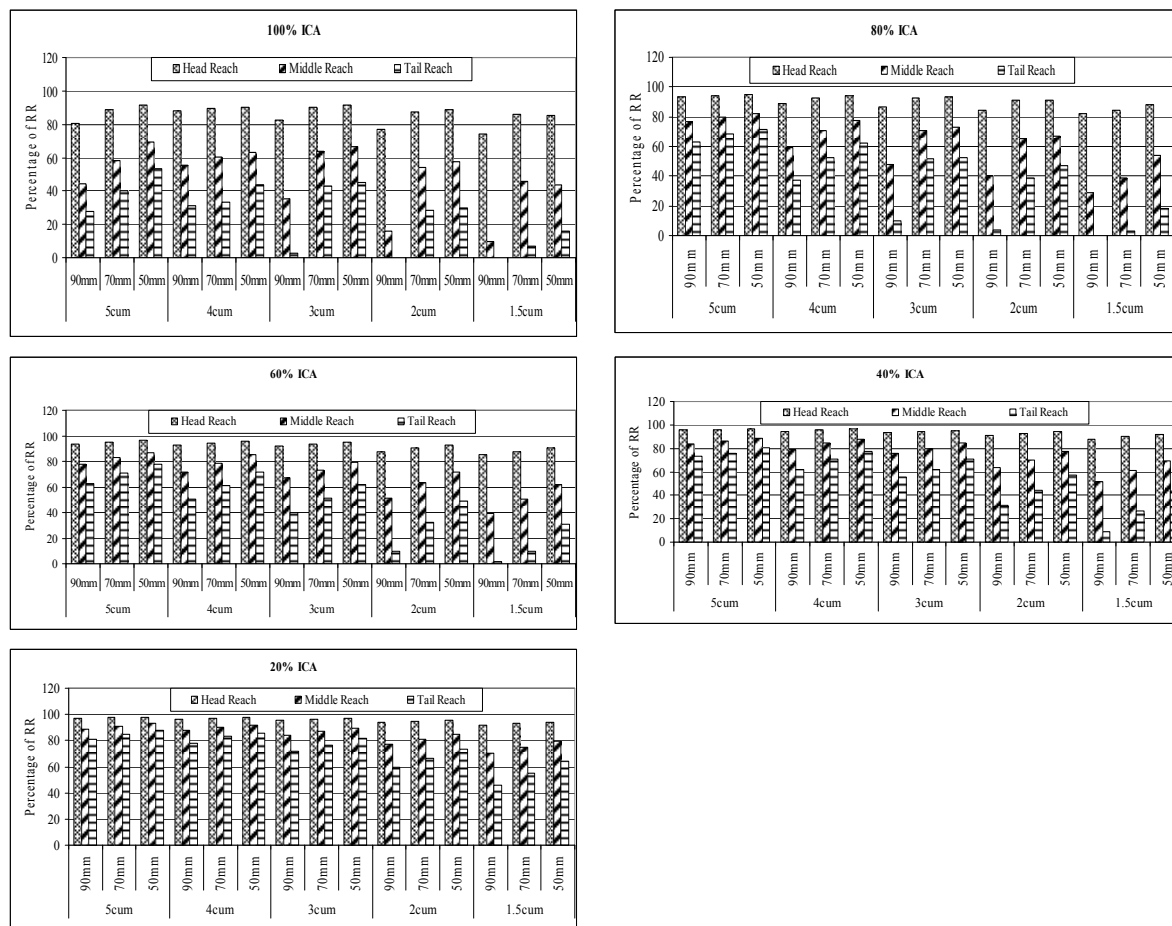 100% ICA
120
100
80
60
40
20
0
Percentage of RR
Head Reach Middle Reach Tail Reach
90mm 70mm 50mm 90mm 70mm 50mm 90mm 70mm 50mm 90mm 70mm 50mm 90mm 70mm 50mm
5cum 4cum 3cum 2cum 1.5cum
80% ICA
120
100
80
60
40
20
0
Percentage of RR
Head Reach Middle Reach Tail Reach
90mm 70mm 50mm 90mm 70mm 50mm 90mm 70mm 50mm 90mm 70mm 50mm 90mm 70mm 50mm
5cum 4cum 3cum 2cum 1.5cum
60% ICA
120
100
80
60
40
20
0
Percentage of RR
Head Reach Middle Reach Tail Reach
90mm 70mm 50mm 90mm 70mm 50mm 90mm 70mm 50mm 90mm 70mm 50mm 90mm 70mm 50mm
5cum 4cum 3cum 2cum 1.5cum
40% ICA
120
100
80
60
40
20
0
Percentage of RR
Head Reach Middle Reach Tail Reach
90mm 70mm 50mm 90mm 70mm 50mm 90mm 70mm 50mm 90mm 70mm 50mm 90mm 70mm 50mm
5cum 4cum 3cum 2cum 1.5cum
20% ICA
120
100
80
60
40
20
0
Percentage of RR
Head Reach Middle Reach Tail Reach
90mm 70mm 50mm 90mm 70mm 50mm 90mm 70mm 50mm 90mm 70mm 50mm 90mm 70mm 50mm
5cum 4cum 3cum 2cum 1.5cum